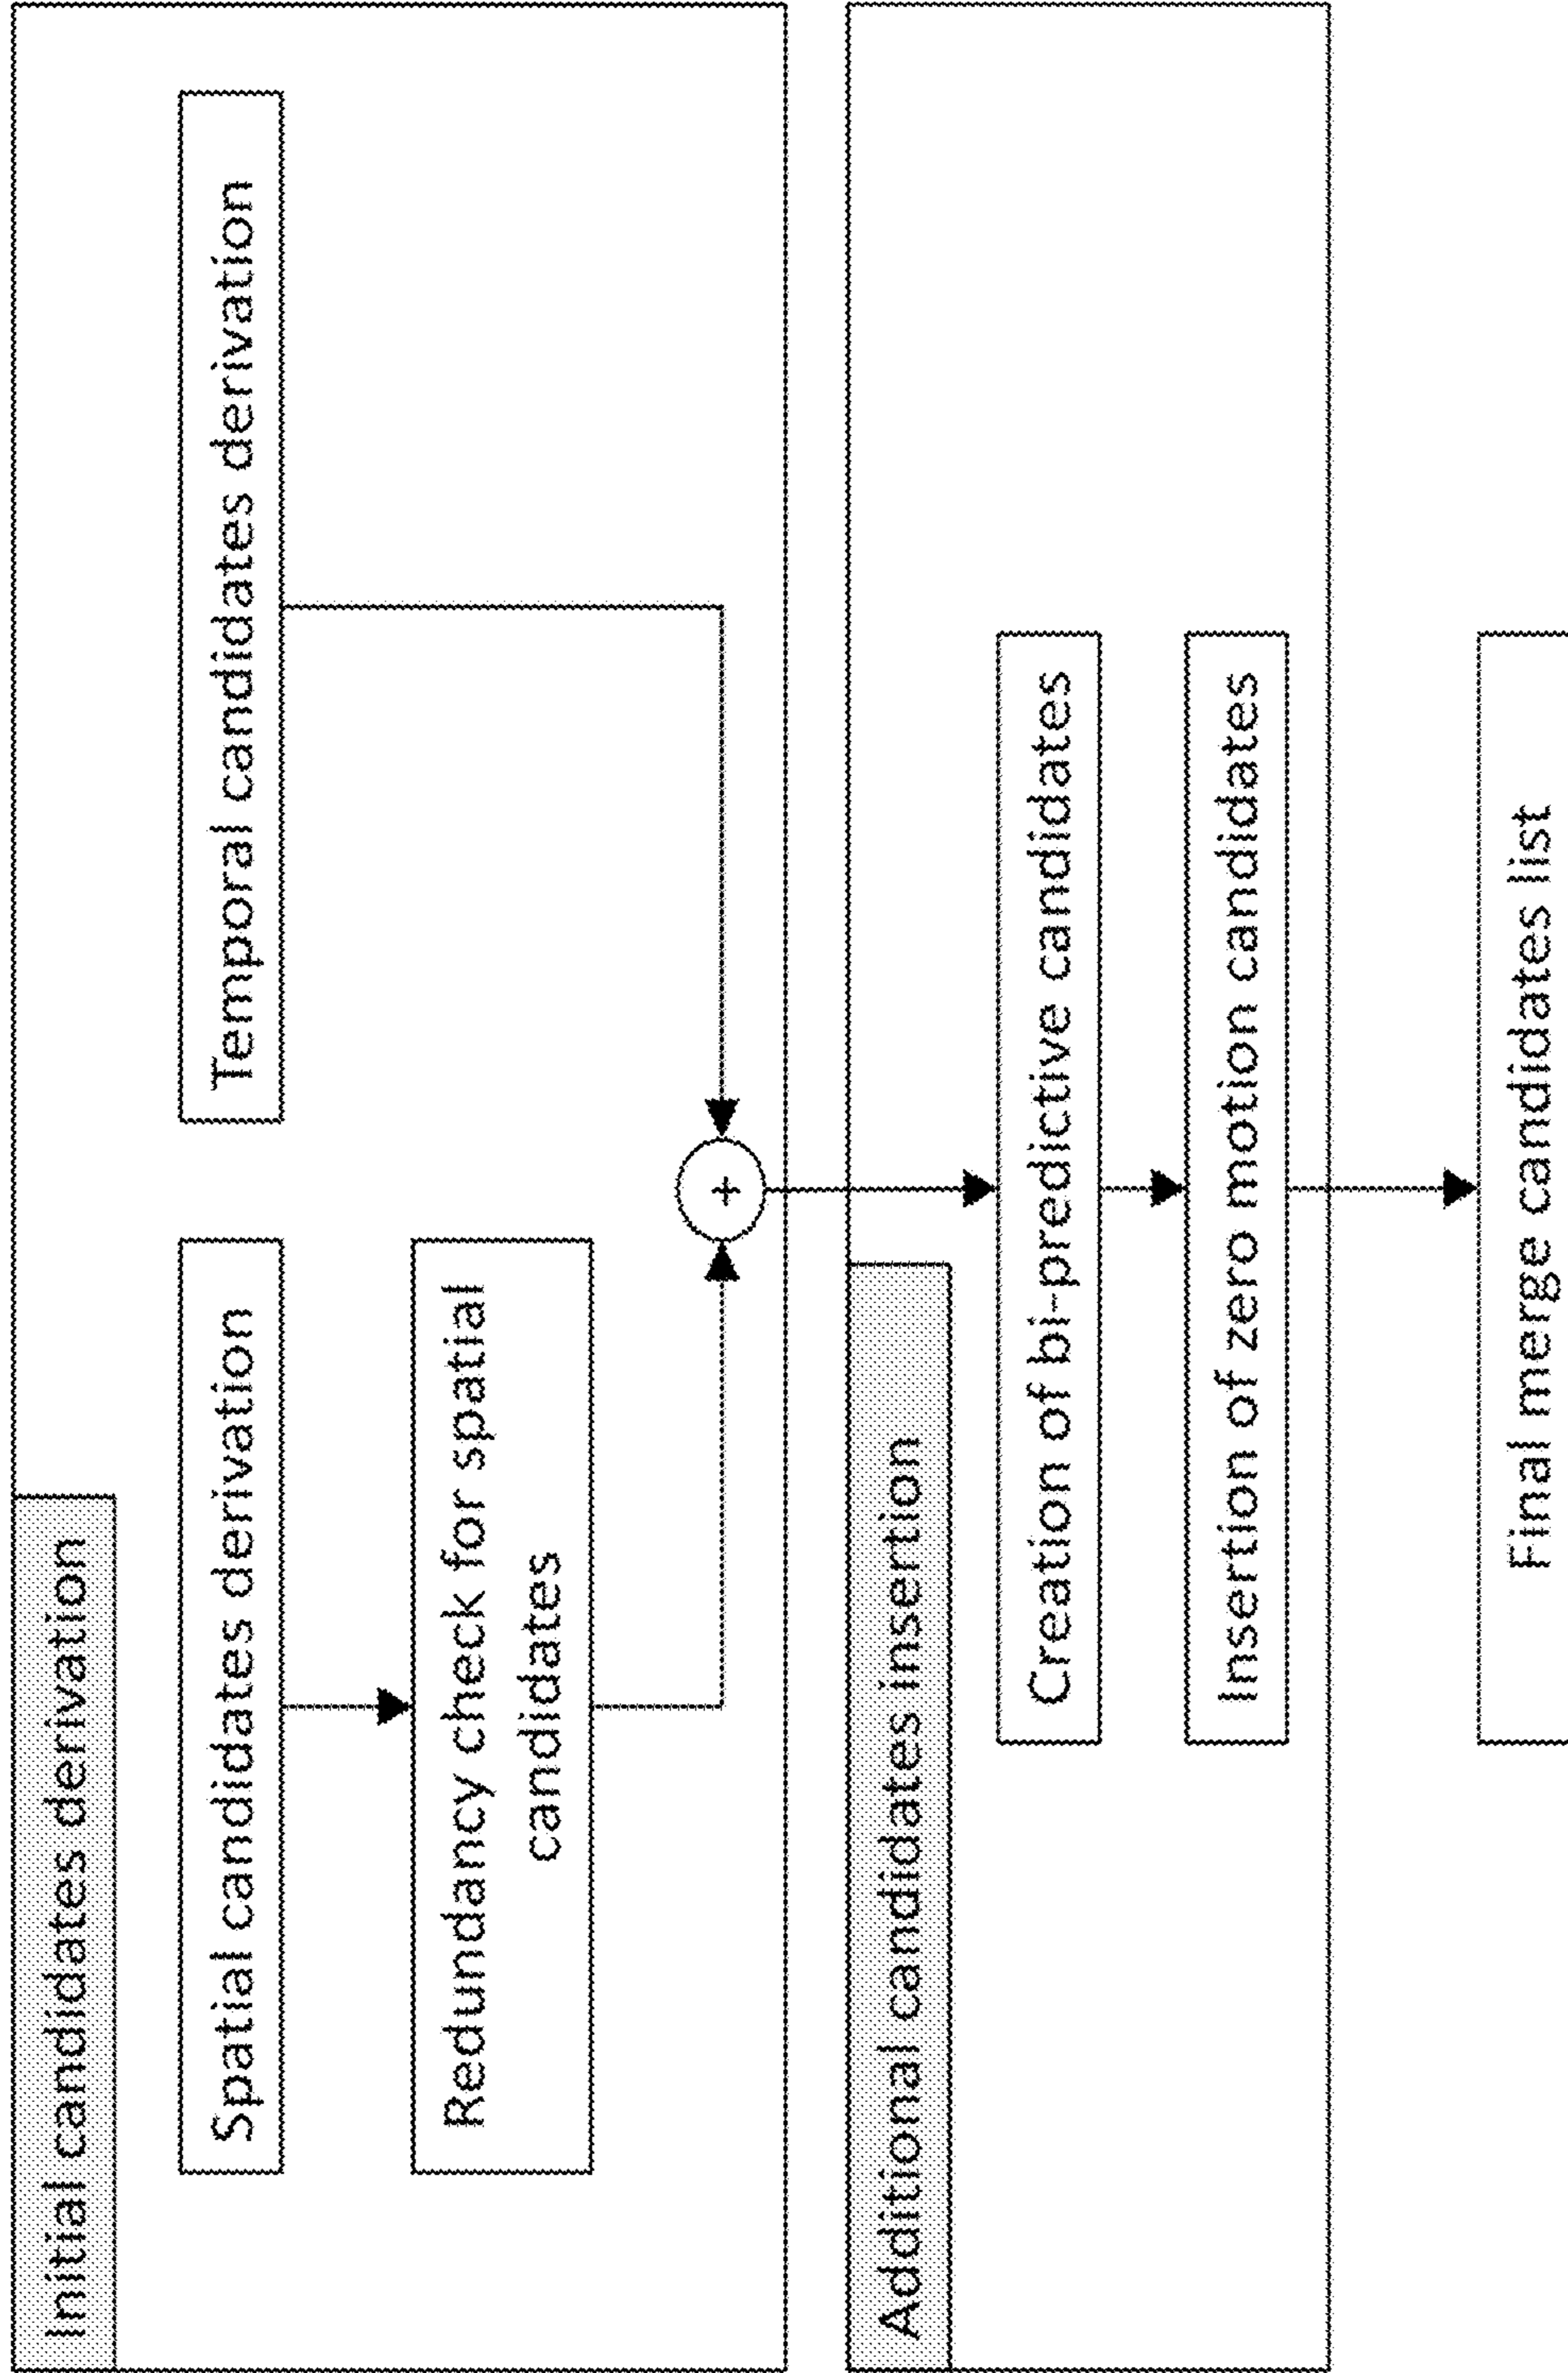 Initial candidates derivation
Spatial candidates derivation
Temporal candidates derivation
Redundancy check for spatial
candidates
+
Additional candidates insertion
Creation of bi-predictive candidates
Insertion of zero motion candidates
Final merge candidates list